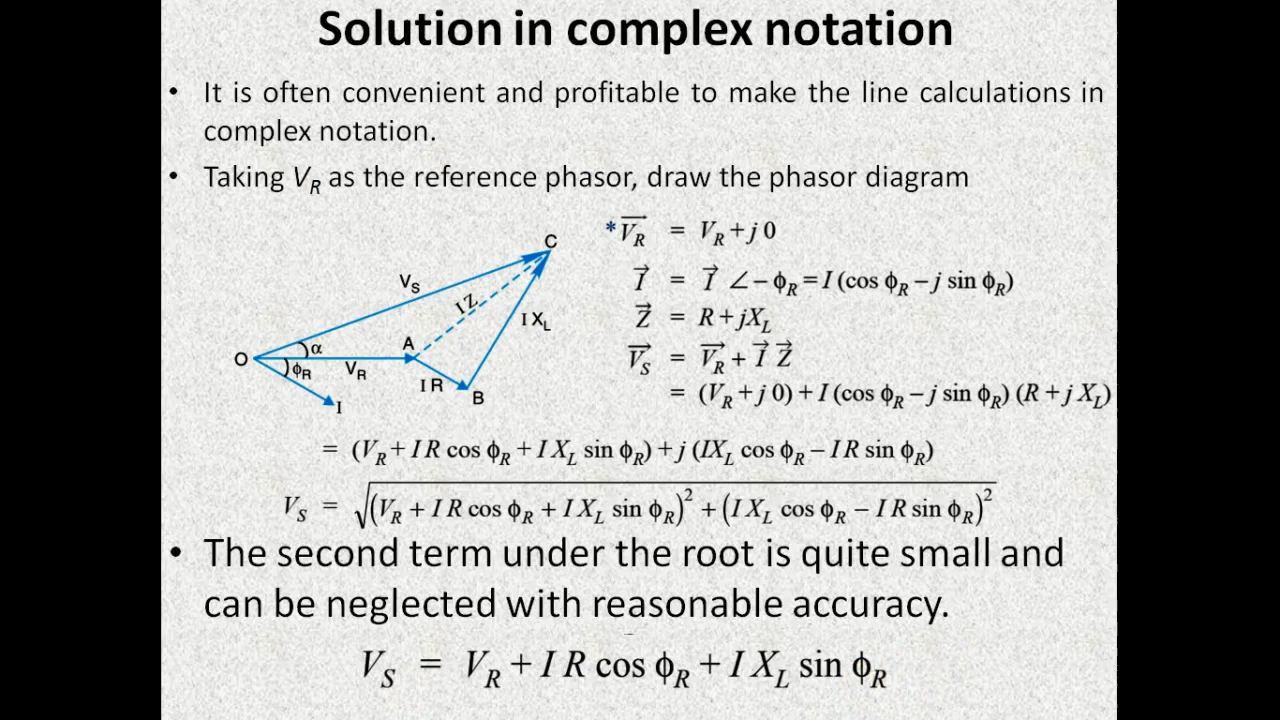 Solution in complex notation
• It is often convenient and profitable to make the line calculations in
complex notation.
• Taking V_R as the reference phasor, draw the phasor diagram
*V⃗_R = V_R + j 0
I⃗ = I⃗ ∠ − ϕ_R = I (cos ϕ_R − j sin ϕ_R)
Z⃗ = R + jX_L
V⃗_S = V⃗_R + I⃗ Z⃗
= (V_R + j 0) + I (cos ϕ_R − j sin ϕ_R) (R + j X_L)
C
V_S
I Z
I X_L
O
α
A
ϕ_R
V_R
I R
B
I
= (V_R + I R cos ϕ_R + I X_L sin ϕ_R) + j (IX_L cos ϕ_R − I R sin ϕ_R)
V_S = √((V_R + I R cos ϕ_R + I X_L sin ϕ_R)² + (I X_L cos ϕ_R − I R sin ϕ_R)²)
• The second term under the root is quite small and
can be neglected with reasonable accuracy.
V_S = V_R + I R cos ϕ_R + I X_L sin ϕ_R